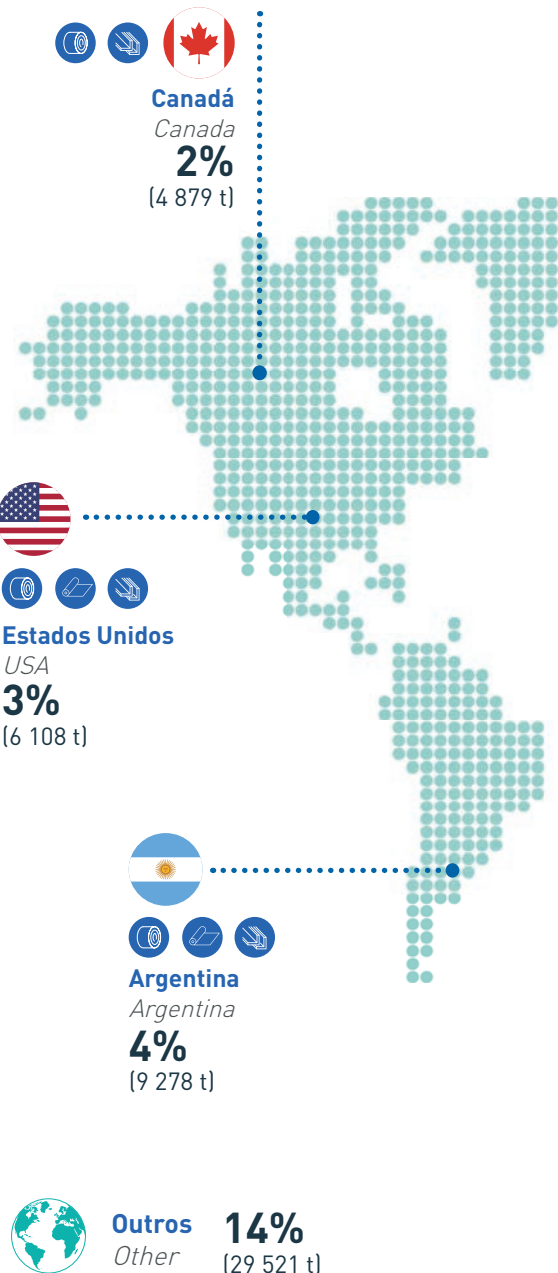 Canadá
Canada
2%
(4 879 t)
Estados Unidos
USA
3%
(6 108 t)
Argentina
Argentina
4%
(9 278 t)
Outros 14%
Other (29 521 t)